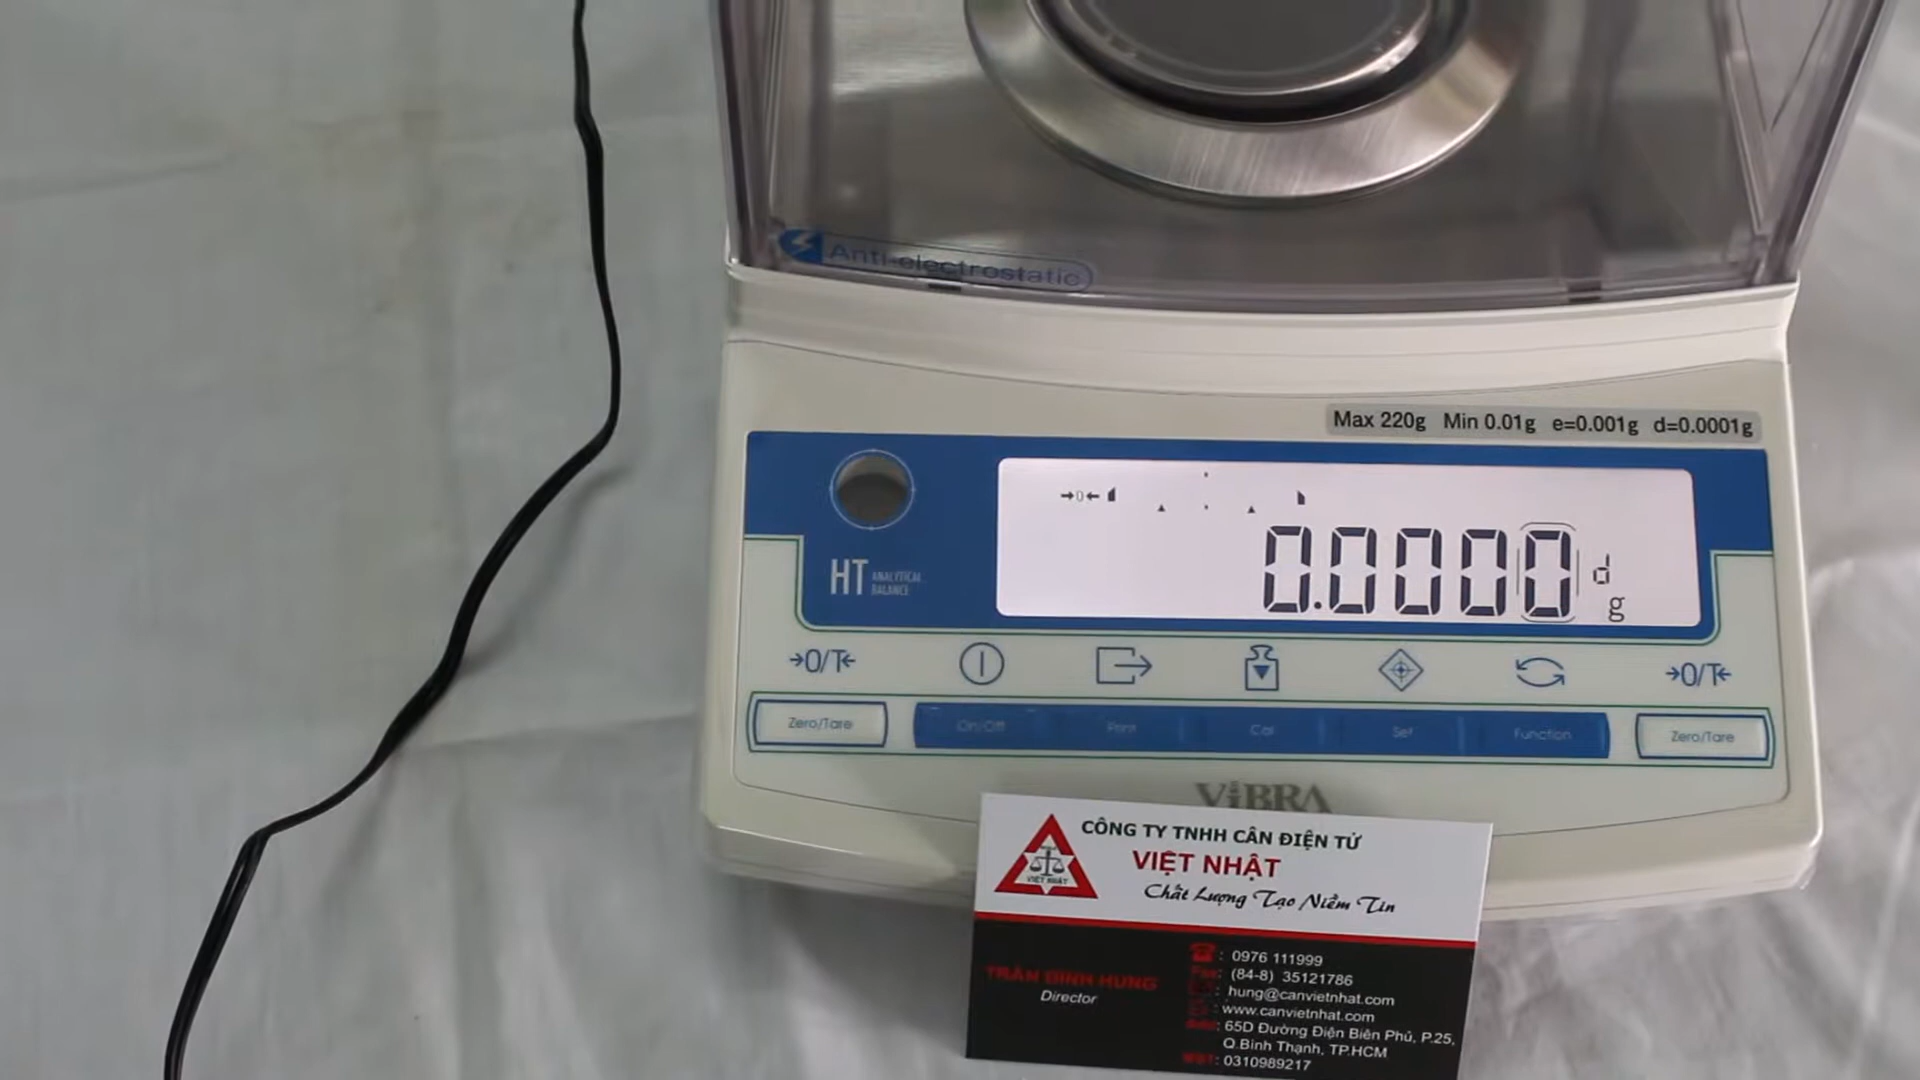 Anti-electrostatic
Max 220g Min 0.01g e=0.001g d=0.0001g
→0←
0.0000 d
g
HT ANALYTICAL
BALANCE
→0/T← →0/T←
Zero/Tare On/Off Print Cal Set Function Zero/Tare
ViBRA
CÔNG TY TNHH CÂN ĐIỆN TỬ
VIỆT NHẬT
VIỆT NHẬT
Chất Lượng Tạo Niềm Tin
TRẦN ĐÌNH HÙNG
Director
: 0976 111999
Fax: (84-8) 35121786
: hung@canvietnhat.com
: www.canvietnhat.com
: 65D Đường Điện Biên Phủ, P.25,
Q.Bình Thạnh, TP.HCM
MST: 0310989217